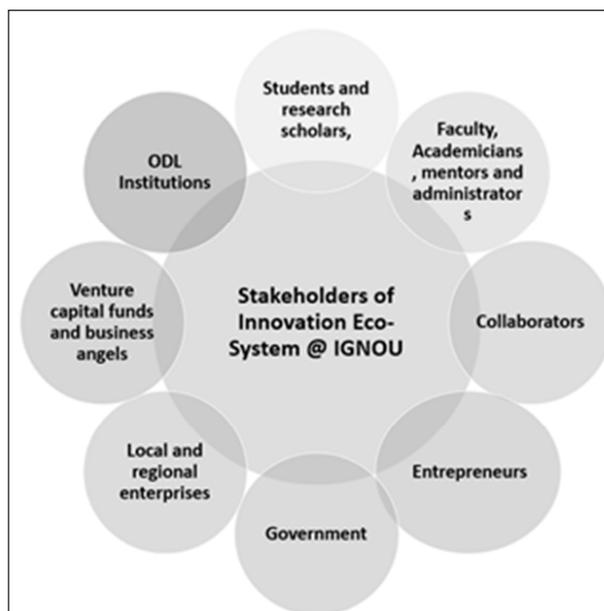 Students and
research
scholars,
Faculty,
Academicians
, mentors and
administrator
s
Collaborators
Entrepreneurs
Government
Local and
regional
enterprises
Venture
capital funds
and business
angels
ODL
Institutions
Stakeholders of
Innovation Eco-
System @ IGNOU